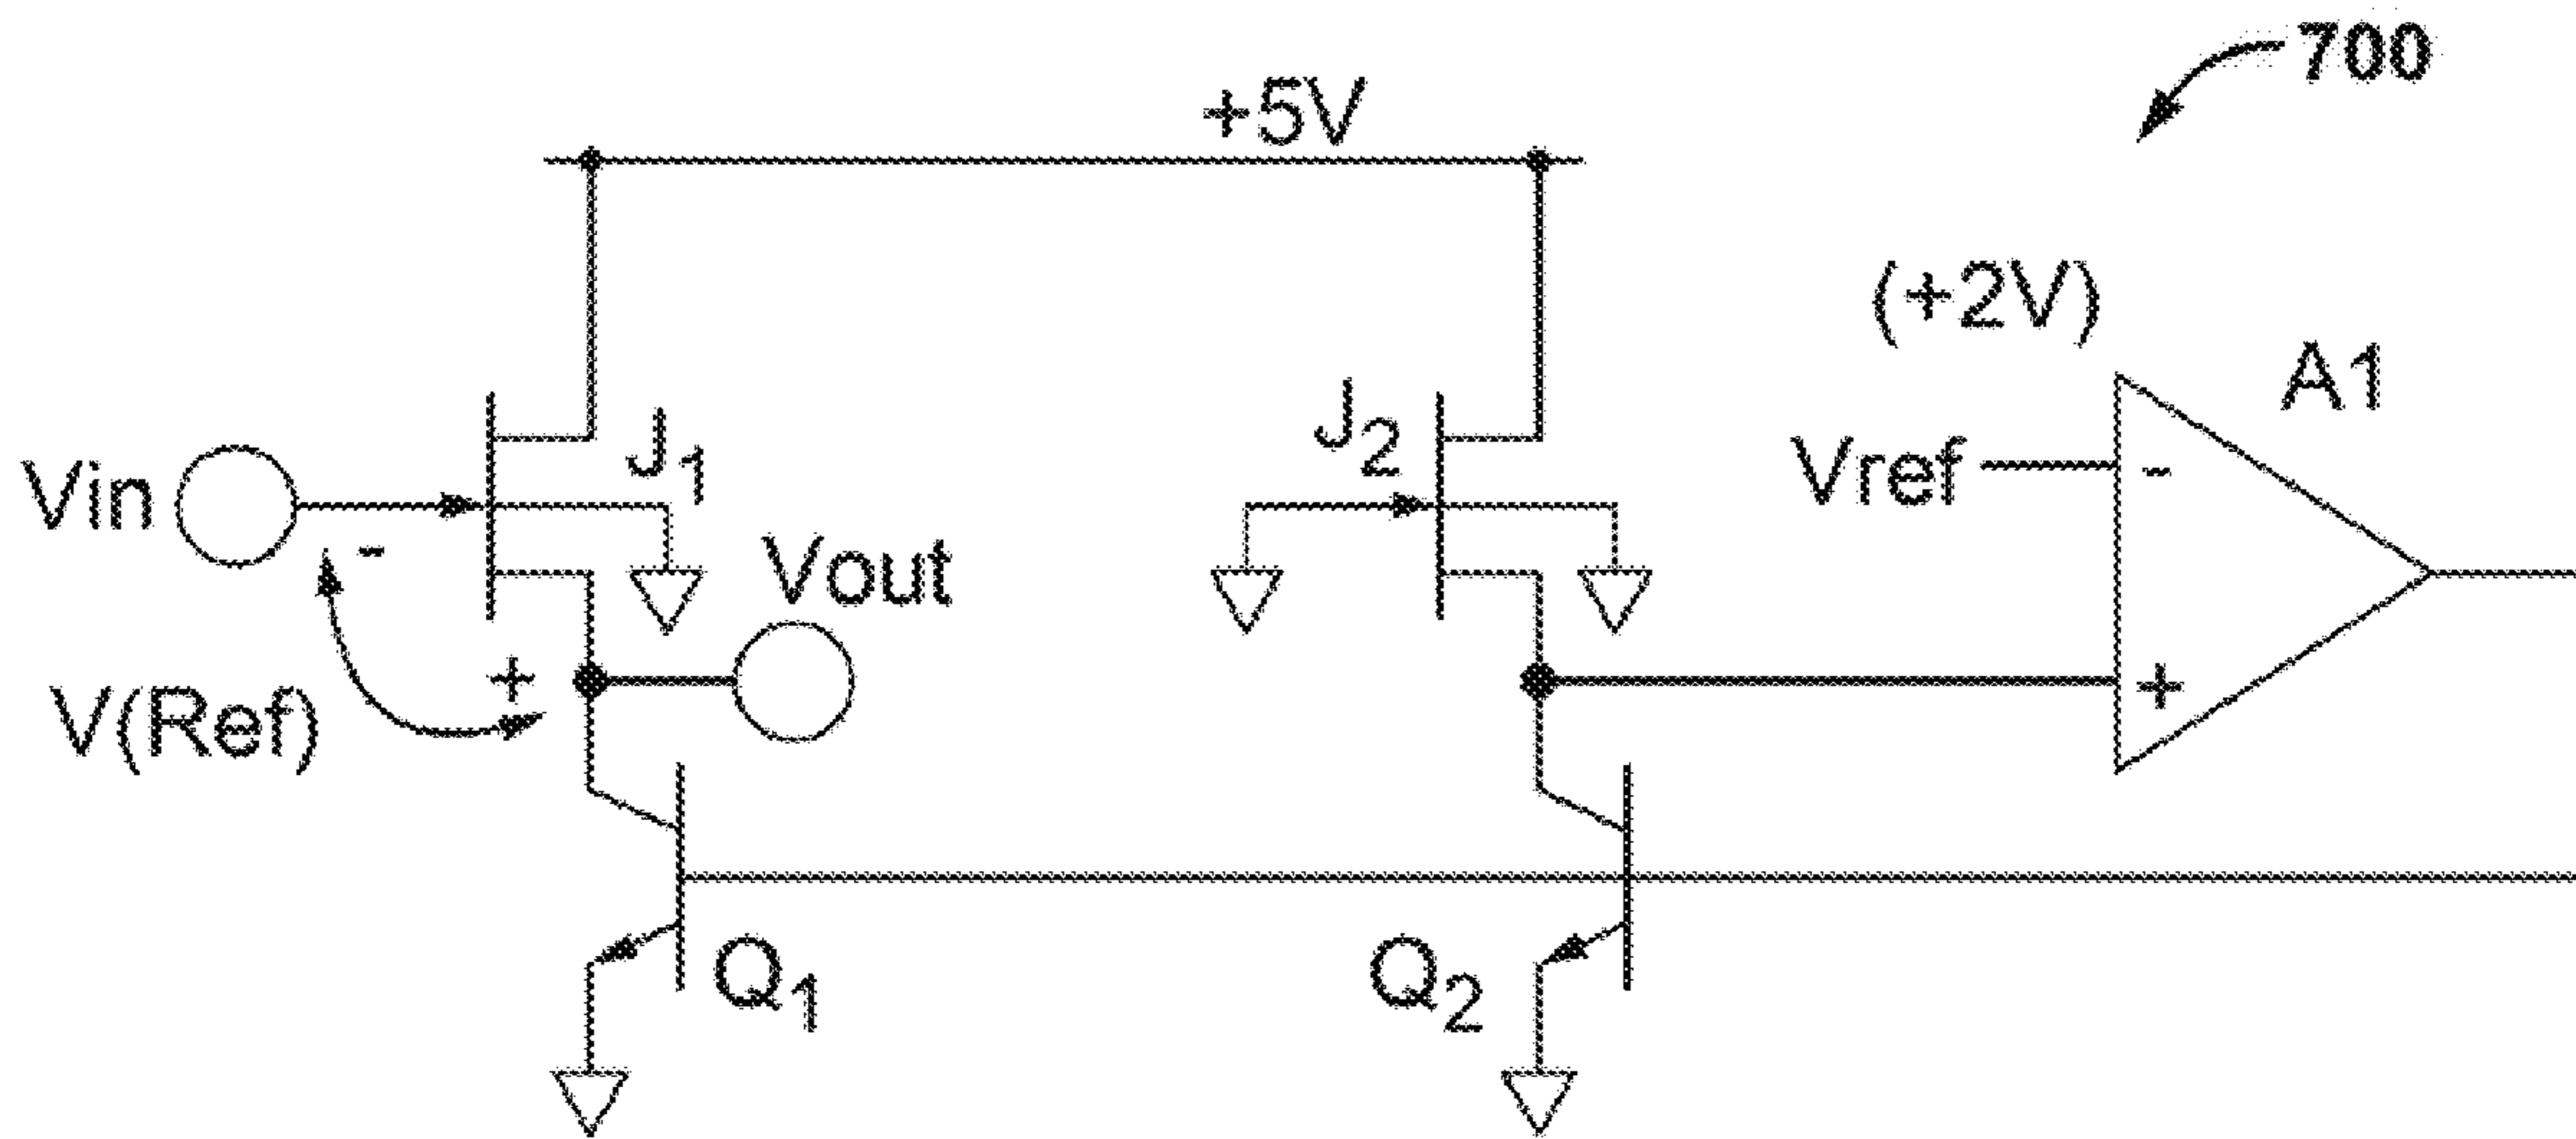 700
+5V
(+2V)
A1
J1
J2
Vin
-
Vref
-
Vout
V(Ref)
+
+
Q1
Q2